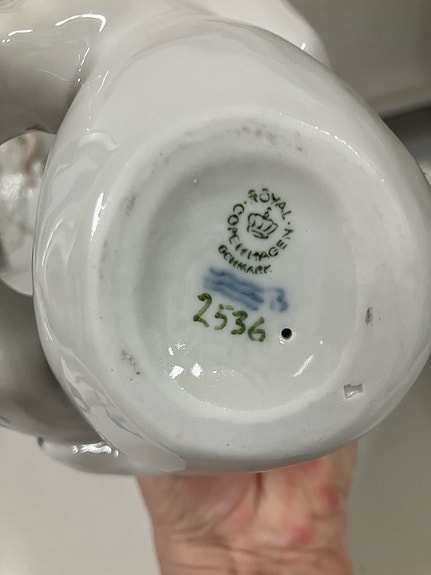 ROYAL
COPENHAGEN
DENMARK
B
2536